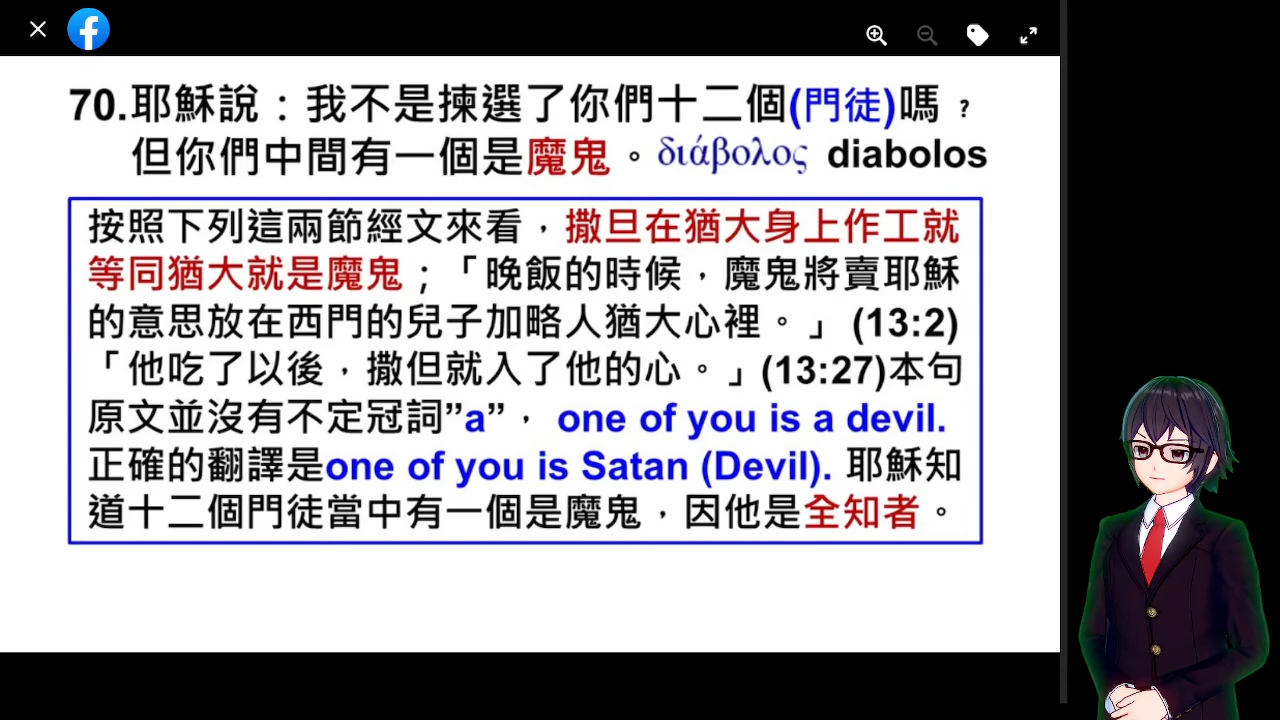 70.耶穌說：我不是揀選了你們十二個(門徒)嗎？
但你們中間有一個是魔鬼。διάβολος diabolos
按照下列這兩節經文來看，撒旦在猶大身上作工就
等同猶大就是魔鬼；「晚飯的時候，魔鬼將賣耶穌
的意思放在西門的兒子加略人猶大心裡。」(13:2)
「他吃了以後，撒但就入了他的心。」(13:27)本句
原文並沒有不定冠詞”a”， one of you is a devil.
正確的翻譯是one of you is Satan (Devil). 耶穌知
道十二個門徒當中有一個是魔鬼，因他是全知者。